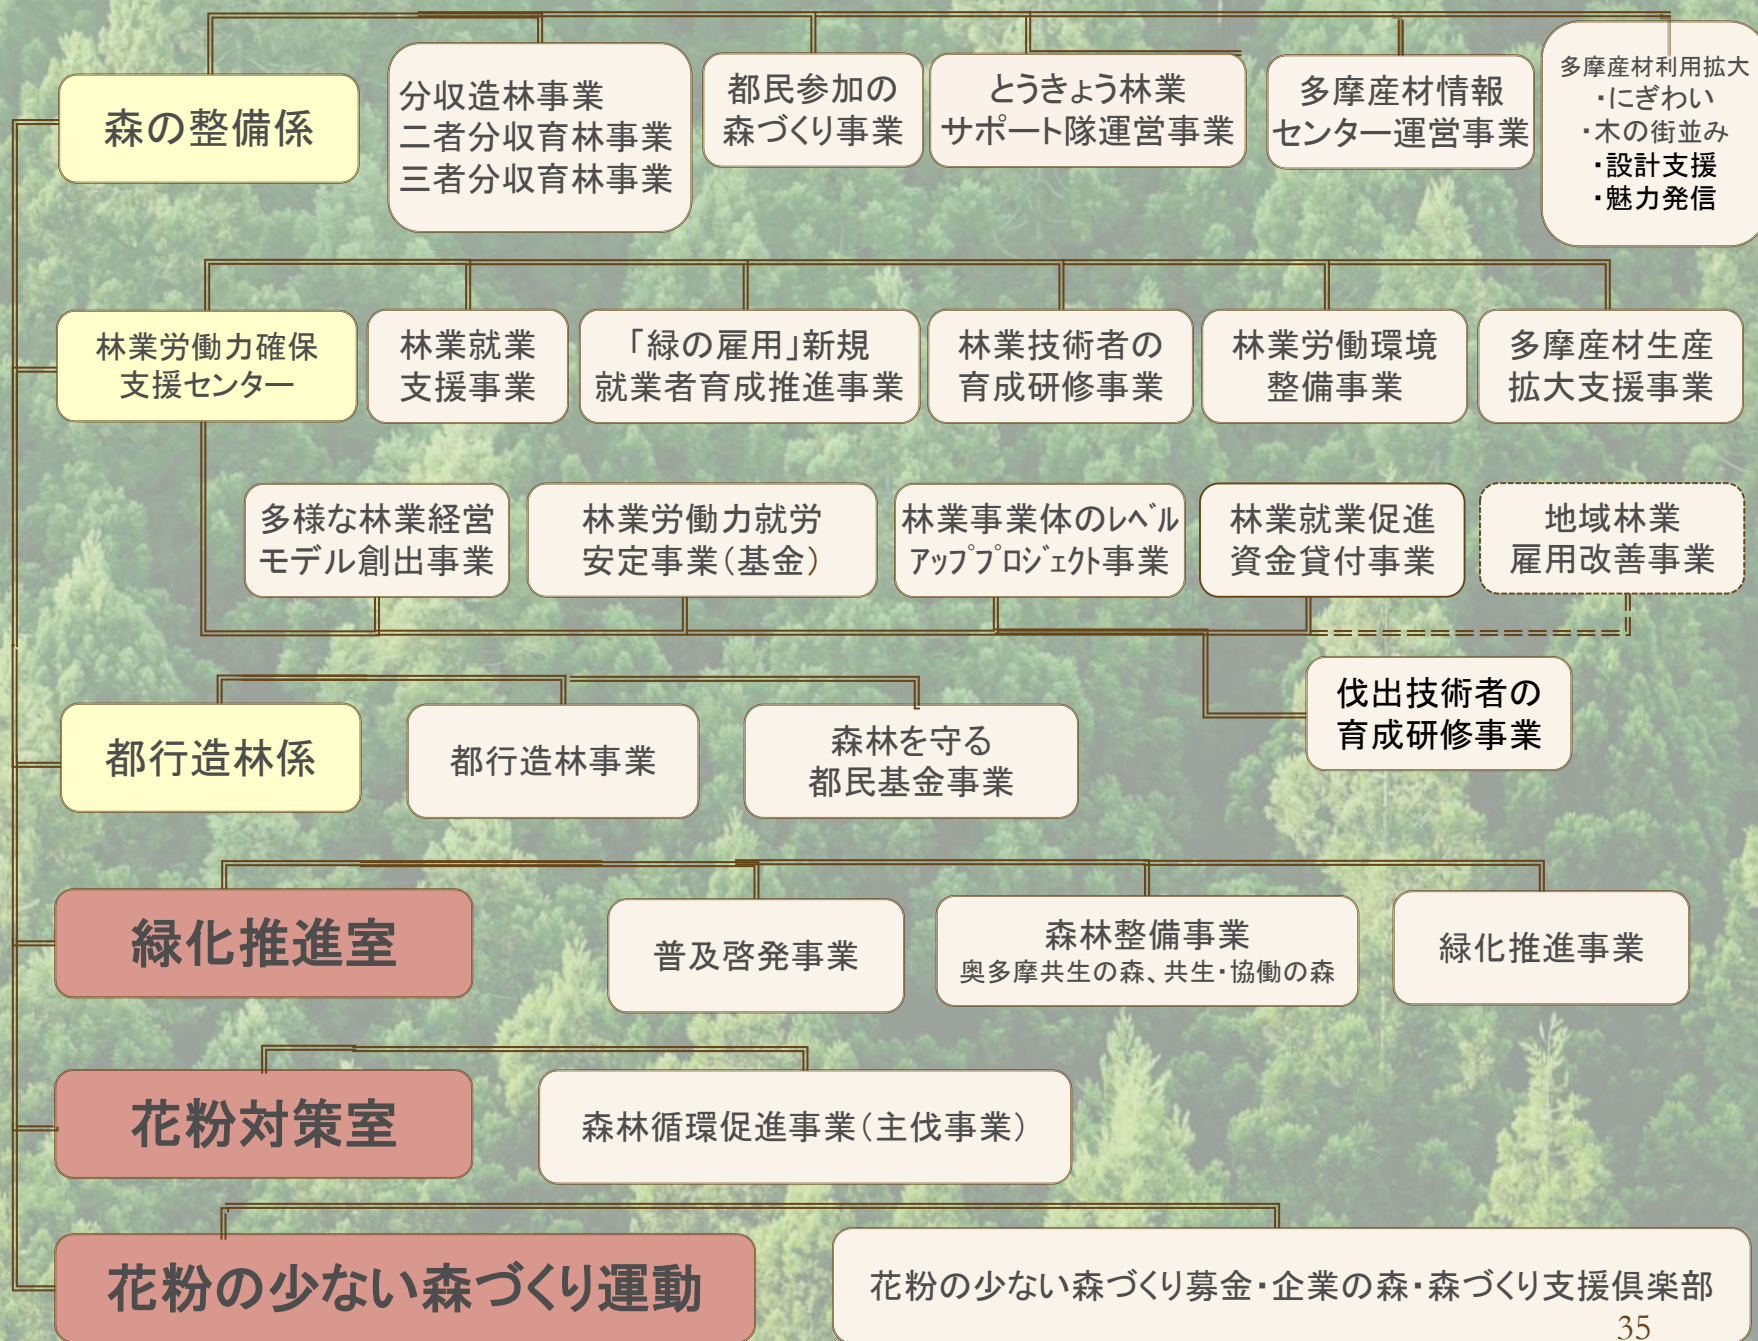 森の整備係
分収造林事業
二者分収育林事業
三者分収育林事業
都民参加の
森づくり事業
とうきょう林業
サポート隊運営事業
多摩産材情報
センター運営事業
多摩産材利用拡大
・にぎわい
・木の街並み
・設計支援
・魅力発信
林業労働力確保
支援センター
林業就業
支援事業
「緑の雇用」新規
就業者育成推進事業
林業技術者の
育成研修事業
林業労働環境
整備事業
多摩産材生産
拡大支援事業
多様な林業経営
モデル創出事業
林業労働力就労
安定事業(基金)
林業事業体のレベル
アッププロジェクト事業
林業就業促進
資金貸付事業
地域林業
雇用改善事業
伐出技術者の
育成研修事業
都行造林係
都行造林事業
森林を守る
都民基金事業
緑化推進室
普及啓発事業
森林整備事業
奥多摩共生の森、共生・協働の森
緑化推進事業
花粉対策室
森林循環促進事業(主伐事業)
花粉の少ない森づくり運動
花粉の少ない森づくり募金・企業の森・森づくり支援倶楽部
35